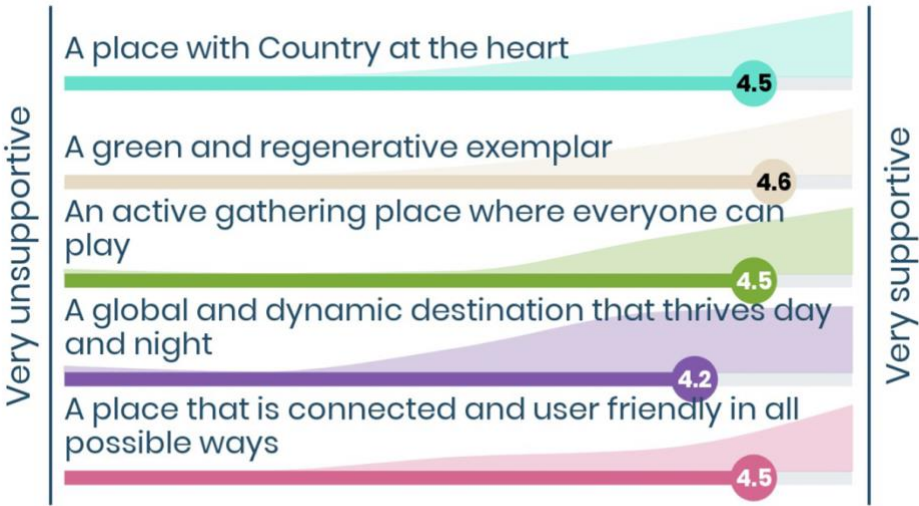 Very unsupportive
A place with Country at the heart
4.5
A green and regenerative exemplar
4.6
An active gathering place where everyone can
play
4.5
A global and dynamic destination that thrives day
and night
4.2
A place that is connected and user friendly in all
possible ways
4.5
Very supportive